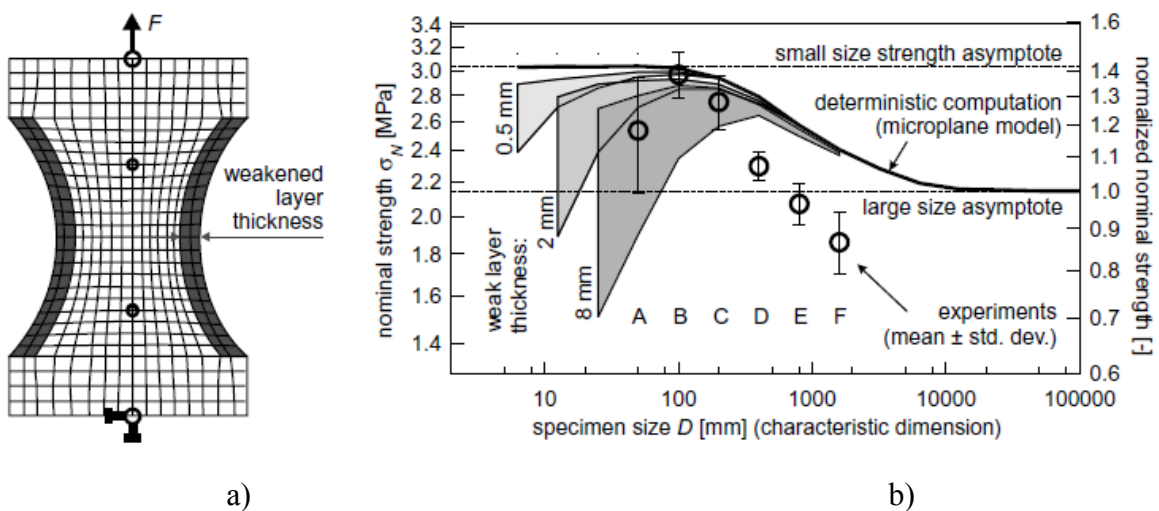 F
weakened
layer
thickness
a)
nominal strength σN [MPa]
3.4
3.2
3.0
2.8
2.6
2.4
2.2
2.0
1.8
1.6
1.4
small size strength asymptote
deterministic computation
(microplane model)
large size asymptote
0.5 mm
2 mm
8 mm
weak layer
thickness:
A B C D E F
experiments
(mean ± std. dev.)
1.6
1.4
1.3
1.2
1.1
1.0
0.9
0.8
0.7
0.6
normalized nominal strength [-]
10 100 1000 10000 100000
specimen size D [mm] (characteristic dimension)
b)